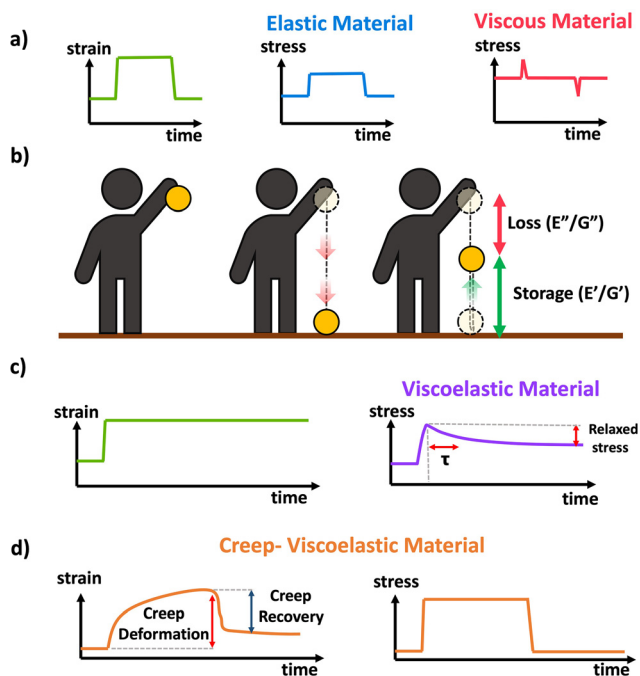 a)
strain
time
Elastic Material
stress
time
Viscous Material
stress
time
b)
Loss (E"/G")
Storage (E'/G')
c)
strain
time
Viscoelastic Material
stress
Relaxed
stress
τ
time
d)
Creep- Viscoelastic Material
strain
Creep
Deformation
Creep
Recovery
time
stress
time